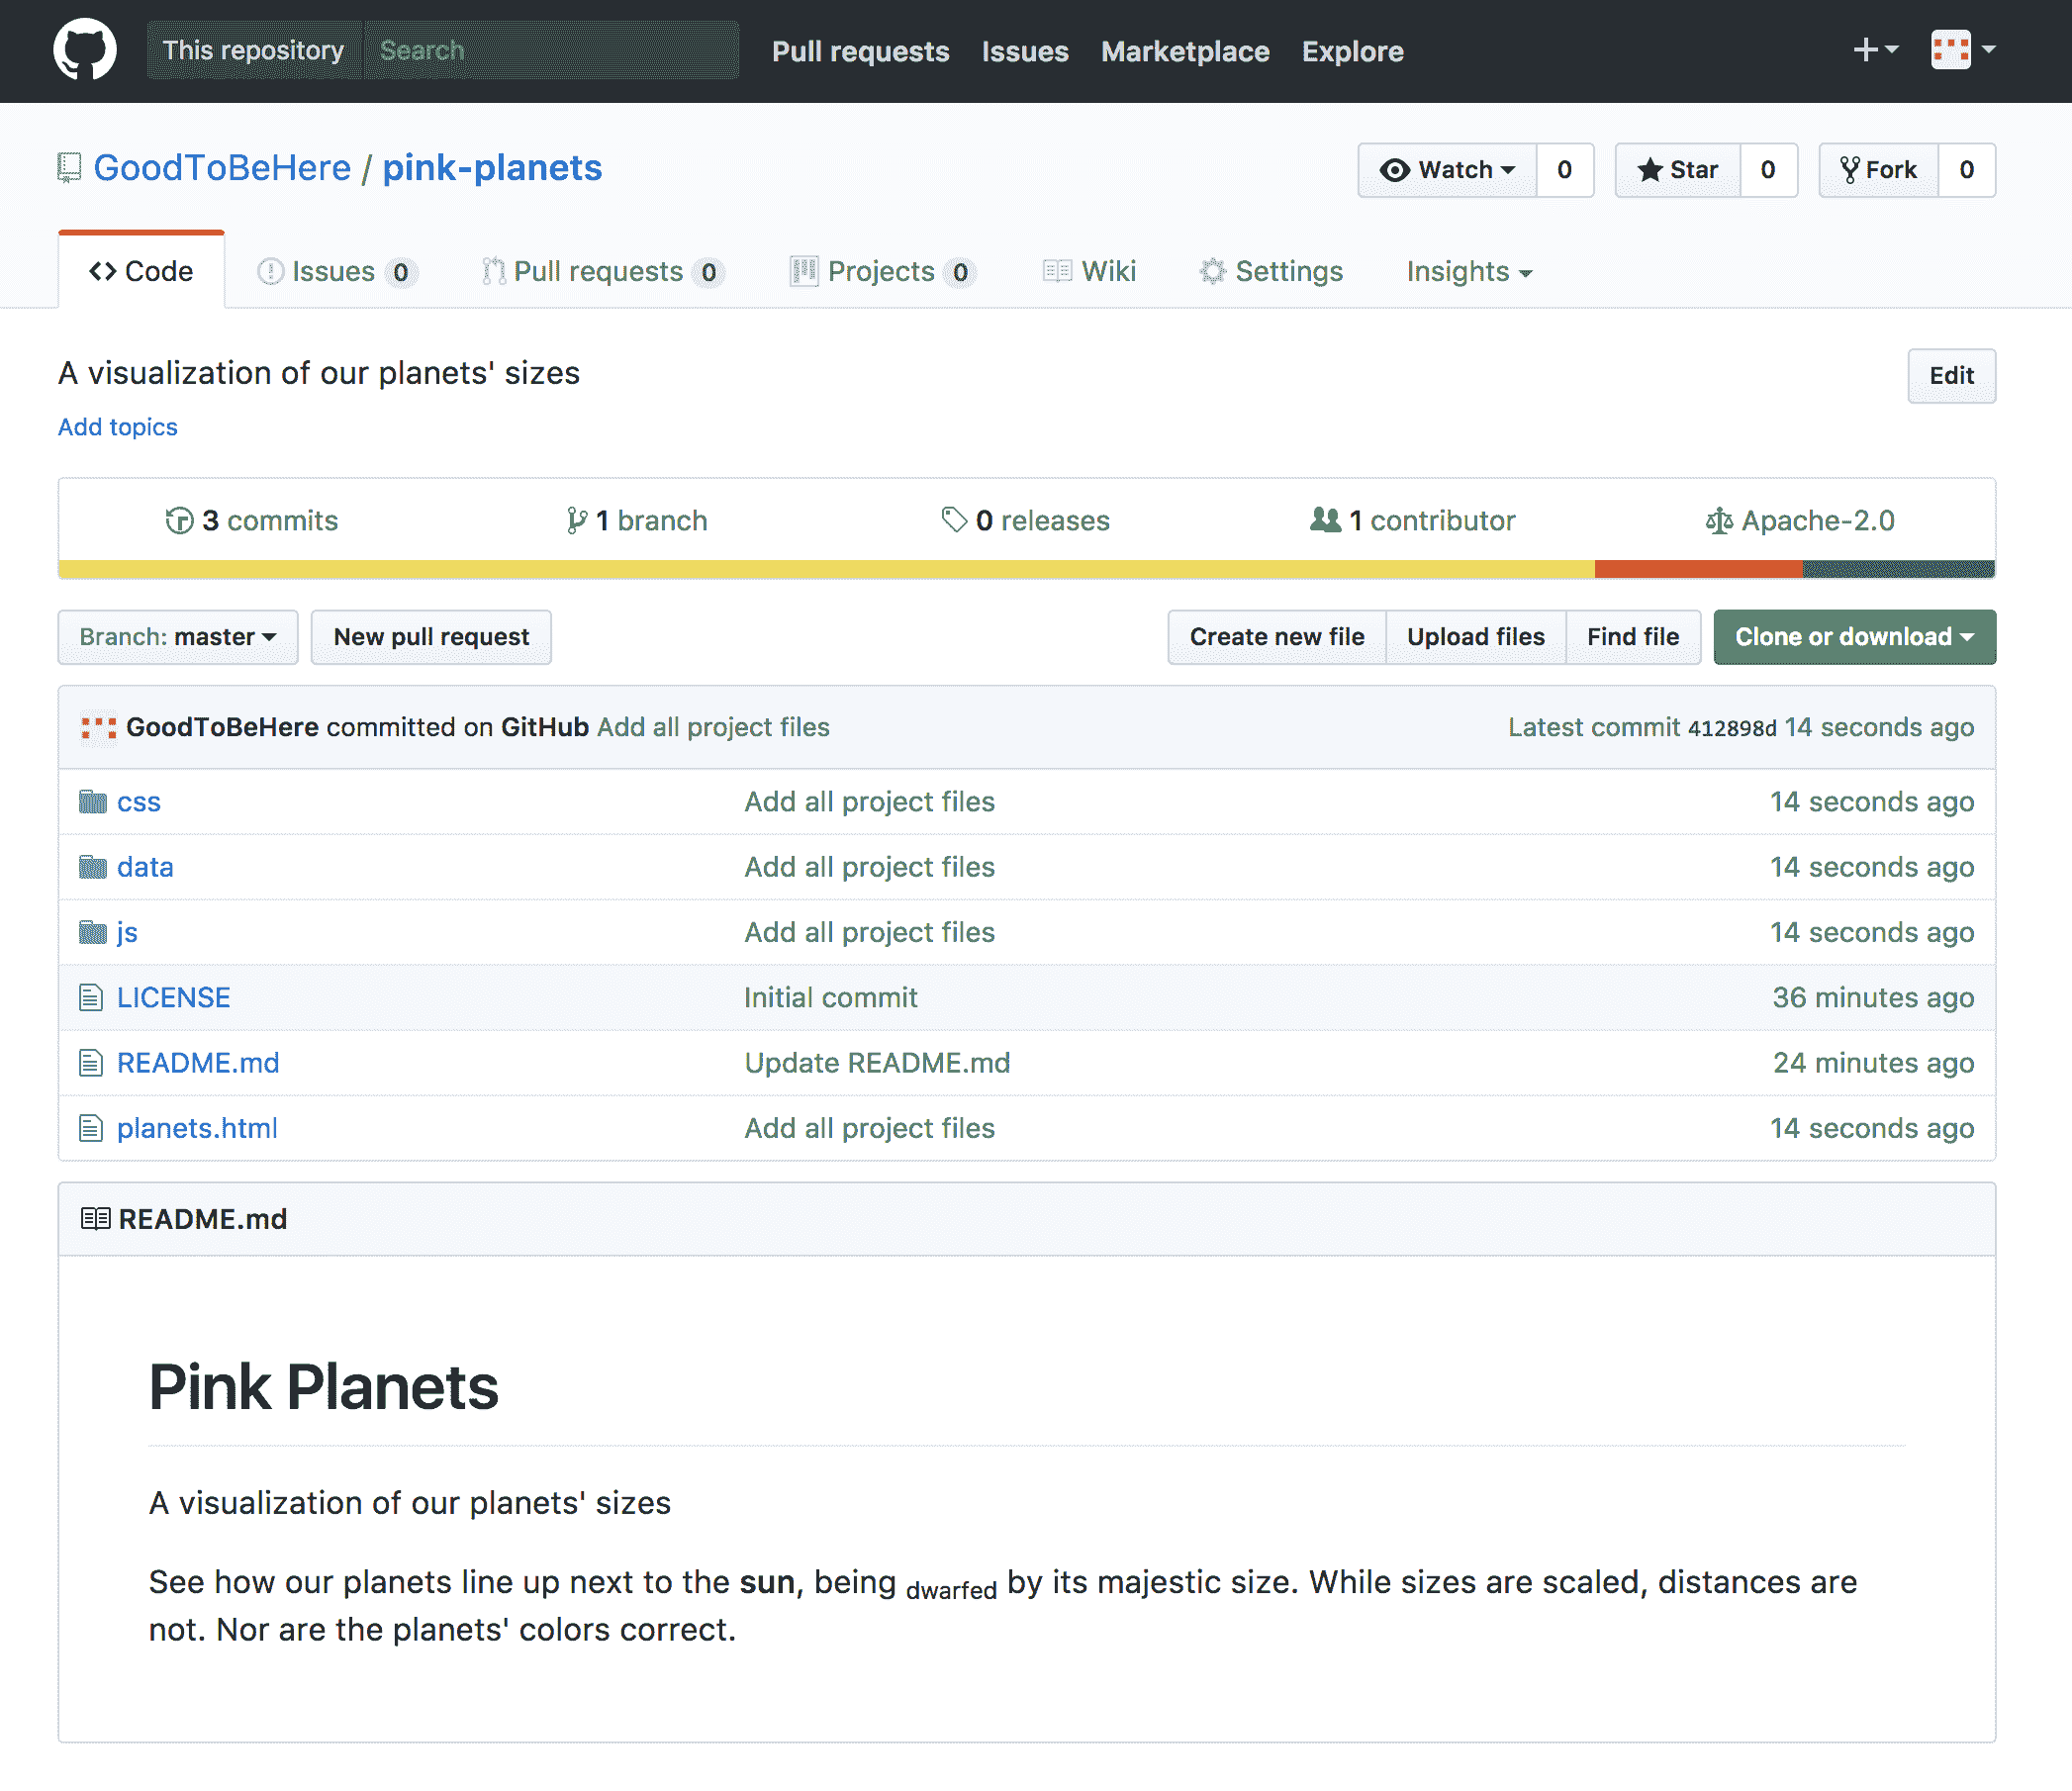 This repository Search Pull requests Issues Marketplace Explore
GoodToBeHere / pink-planets Watch 0 Star 0 Fork 0
Code Issues 0 Pull requests 0 Projects 0 Wiki Settings Insights
A visualization of our planets' sizes Edit
Add topics
3 commits 1 branch 0 releases 1 contributor Apache-2.0
Branch: master New pull request Create new file Upload files Find file Clone or download
GoodToBeHere committed on GitHub Add all project files Latest commit 412898d 14 seconds ago
css Add all project files 14 seconds ago
data Add all project files 14 seconds ago
js Add all project files 14 seconds ago
LICENSE Initial commit 36 minutes ago
README.md Update README.md 24 minutes ago
planets.html Add all project files 14 seconds ago
README.md
Pink Planets
A visualization of our planets' sizes
See how our planets line up next to the sun, being dwarfed by its majestic size. While sizes are scaled, distances are
not. Nor are the planets' colors correct.